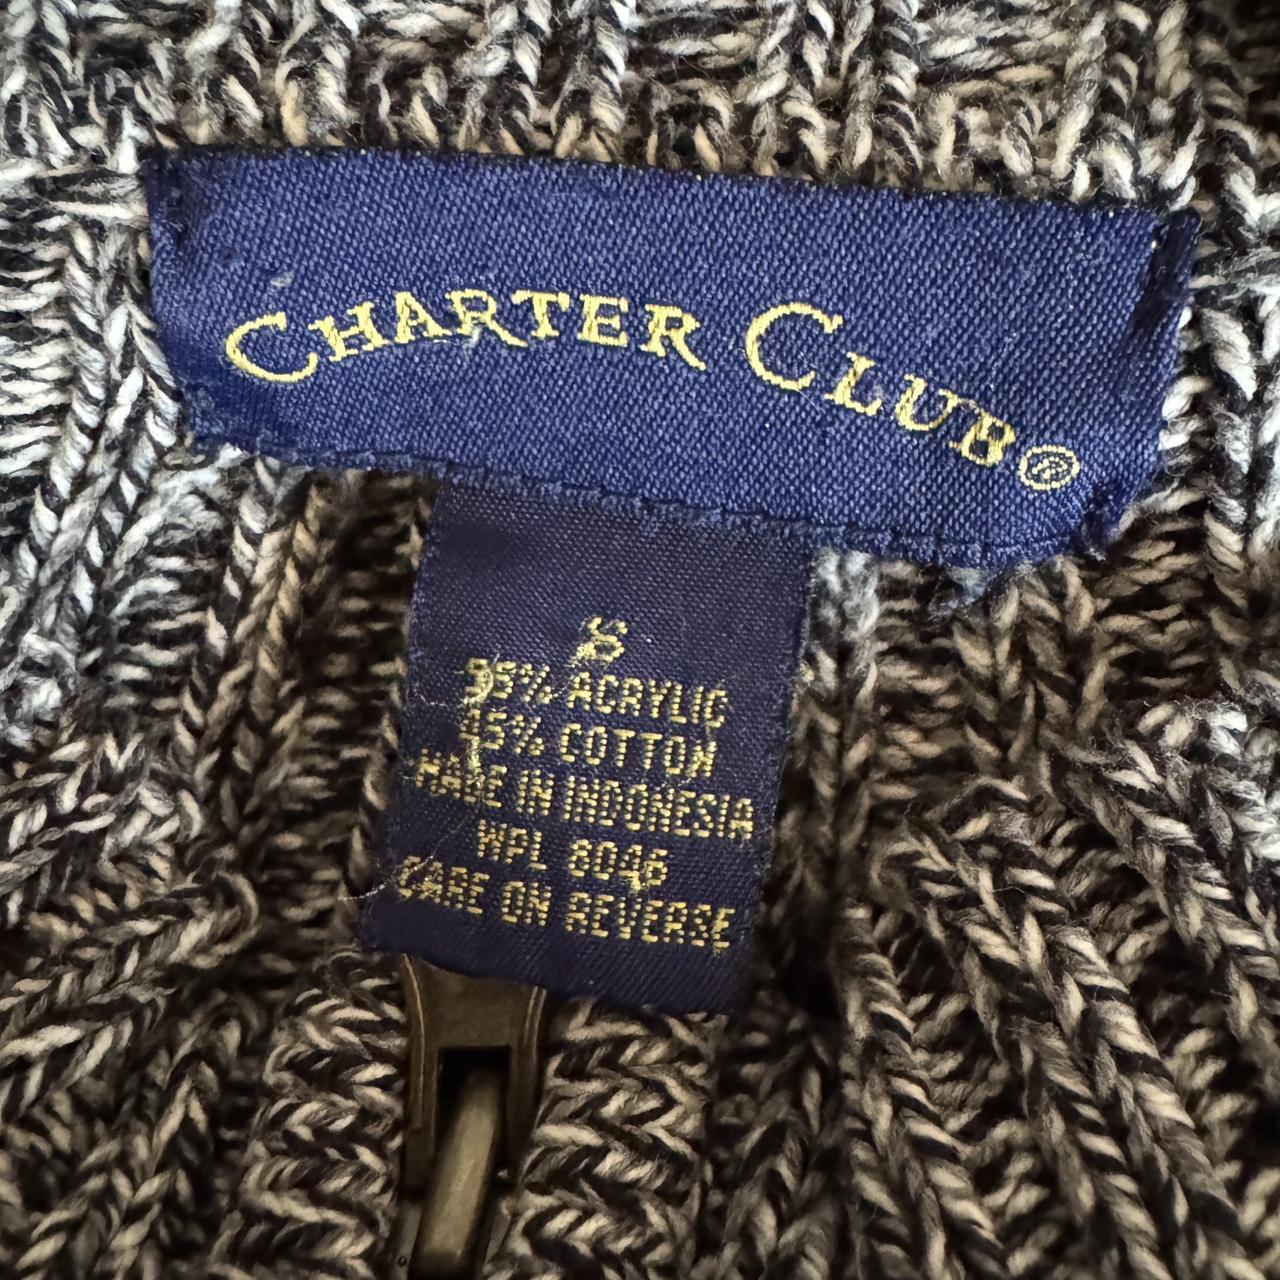 CHARTER CLUB®
S
55% ACRYLIC
45% COTTON
MADE IN INDONESIA
WPL 8046
CARE ON REVERSE